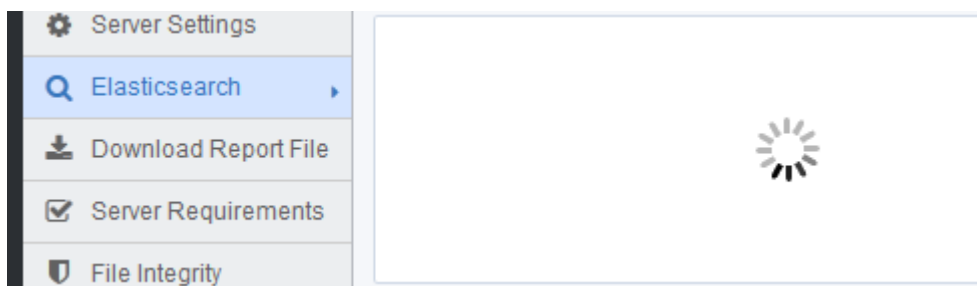 Server Settings
Elasticsearch
Download Report File
Server Requirements
File Integrity